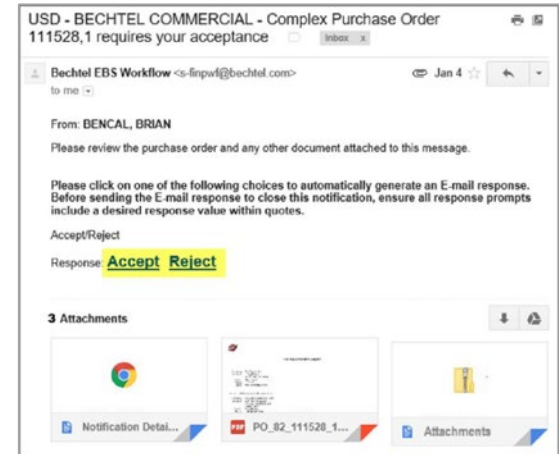 USD - BECHTEL COMMERCIAL - Complex Purchase Order
111528,1 requires your acceptance Inbox x
Bechtel EBS Workflow <s-finpwf@bechtel.com> Jan 4
to me
From: BENCAL, BRIAN
Please review the purchase order and any other document attached to this message.
Please click on one of the following choices to automatically generate an E-mail response.
Before sending the E-mail response to close this notification, ensure all response prompts
include a desired response value within quotes.
Accept/Reject
Response: Accept Reject
3 Attachments
Notification Detai... PDF PO_82_111528_1... Attachments